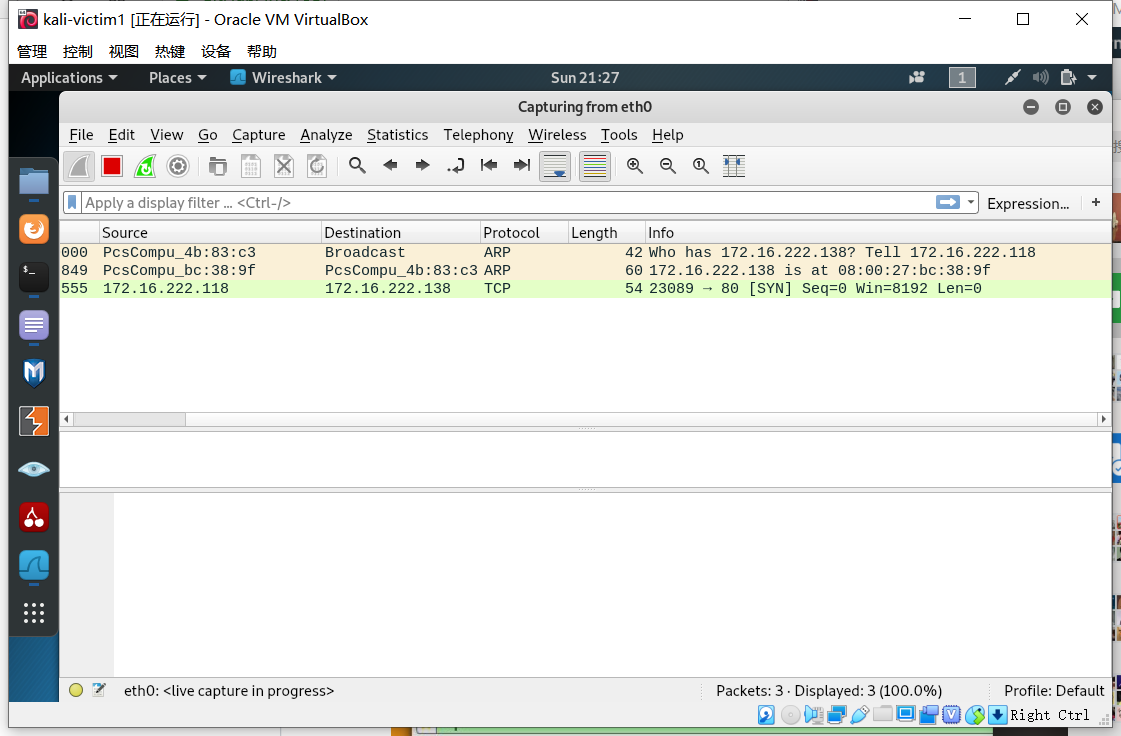 kali-victim1 [正在运行] - Oracle VM VirtualBox
管理 控制 视图 热键 设备 帮助
Applications Places Wireshark Sun 21:27 1
Capturing from eth0
File Edit View Go Capture Analyze Statistics Telephony Wireless Tools Help
Apply a display filter ... <Ctrl-/> Expression... +
Source Destination Protocol Length Info
000 PcsCompu_4b:83:c3 Broadcast ARP 42 Who has 172.16.222.138? Tell 172.16.222.118
849 PcsCompu_bc:38:9f PcsCompu_4b:83:c3 ARP 60 172.16.222.138 is at 08:00:27:bc:38:9f
555 172.16.222.118 172.16.222.138 TCP 54 23089 → 80 [SYN] Seq=0 Win=8192 Len=0
eth0: <live capture in progress> Packets: 3 · Displayed: 3 (100.0%) Profile: Default
Right Ctrl